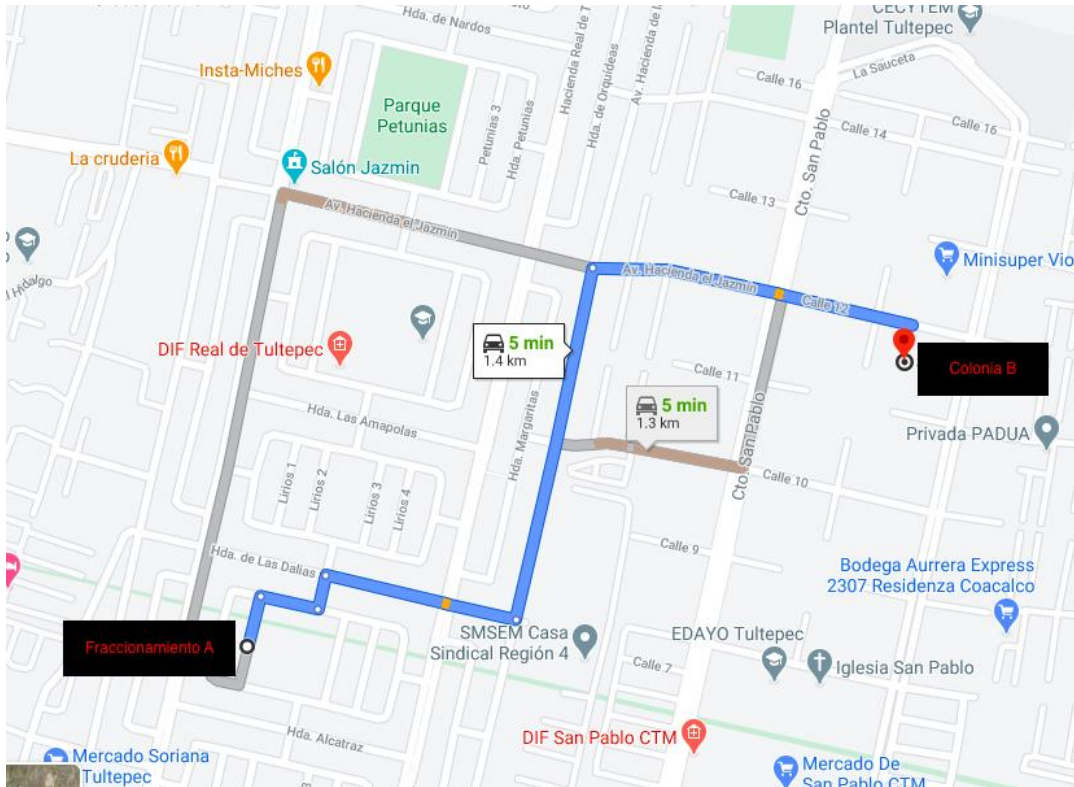 CECYTEM
Plantel Tultepec
Hda. de Nardos
Hacienda Real de T
Av. Hacienda de l
Insta-Miches
Calle 16
La Sauceta
Parque
Petunias
Petunias 3
Hda. Petunias
Hda. de Orquídeas
Cto. San Pablo
Calle 14
Calle 16
La cruderia
Salón Jazmin
Av. Hacienda el Jazmín
Calle 13
Hidalgo
Av. Hacienda el Jazmín
Calle 12
Minisuper Vio
DIF Real de Tultepec
5 min
1.4 km
Calle 11
Colonia B
5 min
1.3 km
Hda. Las Amapolas
Hda. Margaritas
Cto. San Pablo
Privada PADUA
Calle 10
Lirios 1
Lirios 2
Lirios 3
Lirios 4
Hda. de Las Dalias
Calle 9
Bodega Aurrera Express
2307 Residenza Coacalco
Fraccionamiento A
SMSEM Casa
Sindical Región 4
EDAYO Tultepec
Calle 7
Iglesia San Pablo
Hda. Alcatraz
DIF San Pablo CTM
Mercado Soriana
Tultepec
Mercado De
San Pablo CTM